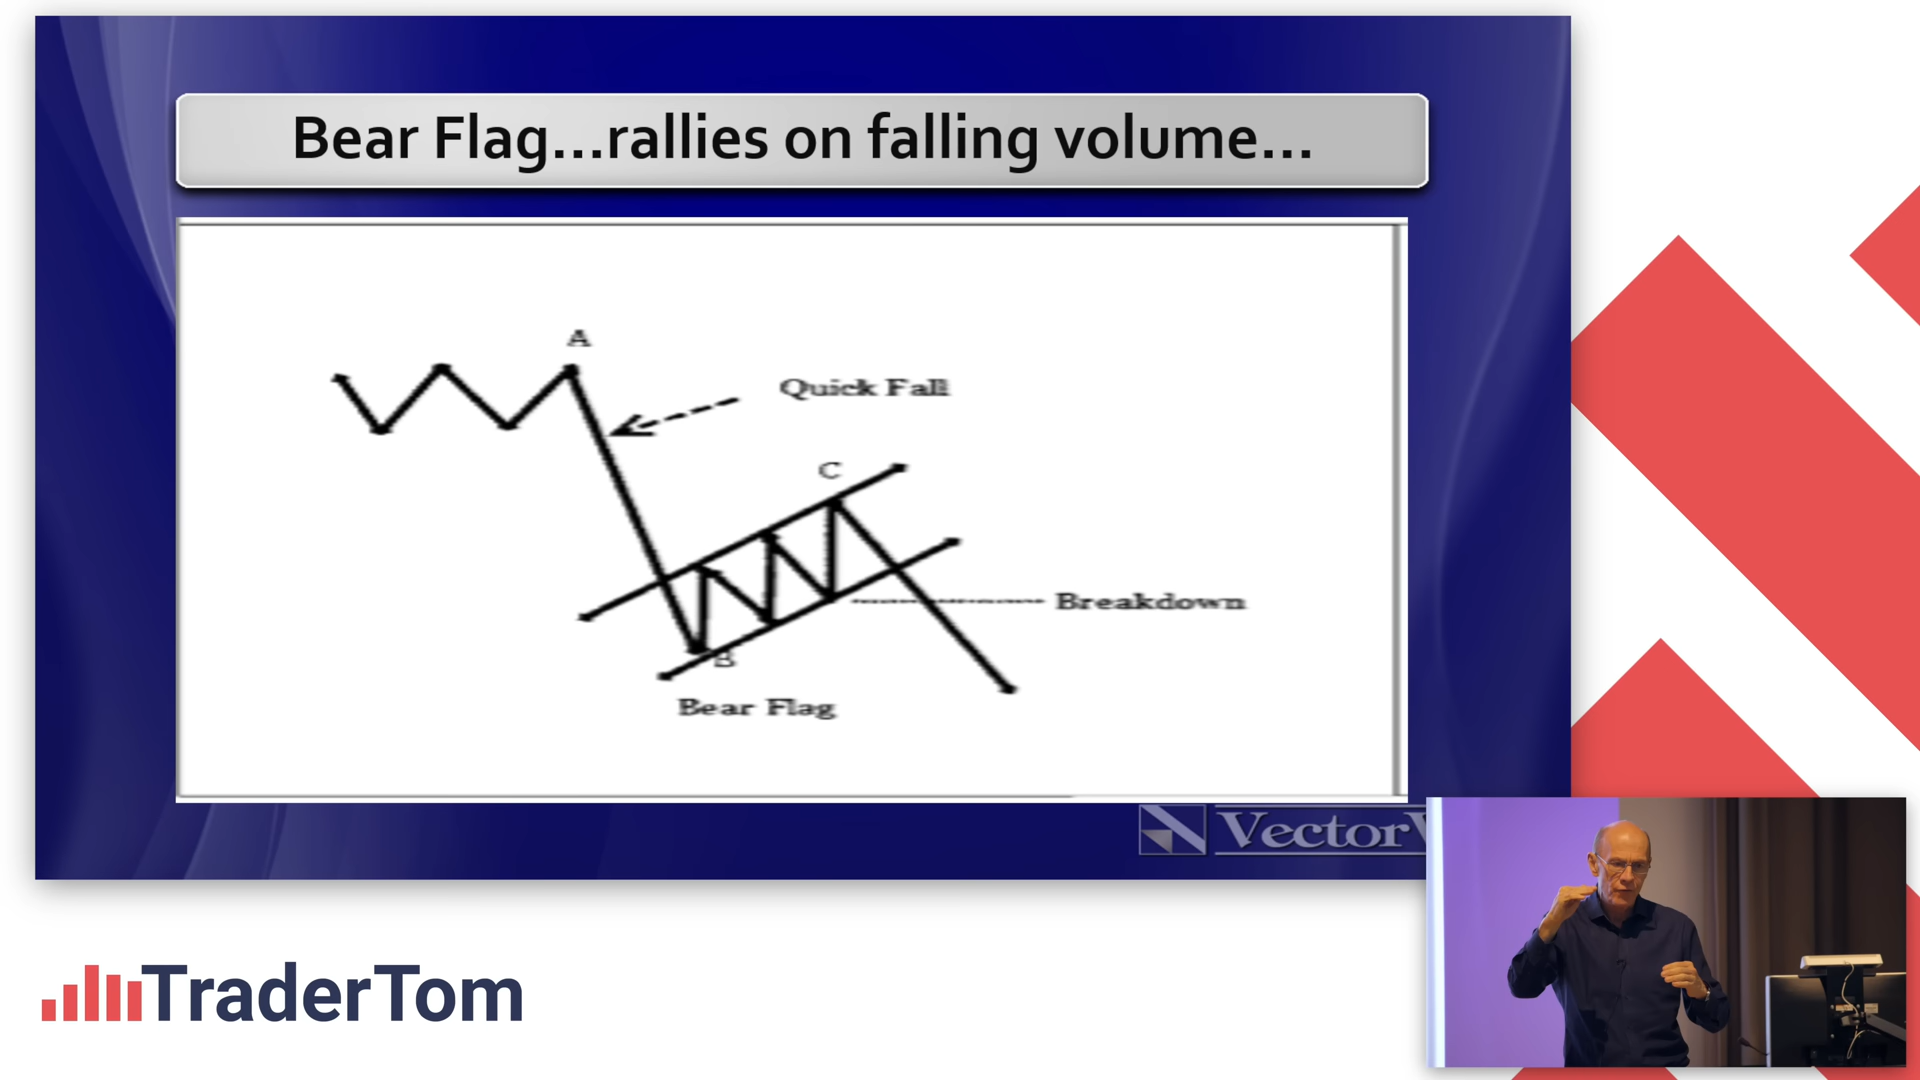 Bear Flag...rallies on falling volume...
A
Quick Fall
C
Breakdown
B
Bear Flag
Vector
TraderTom